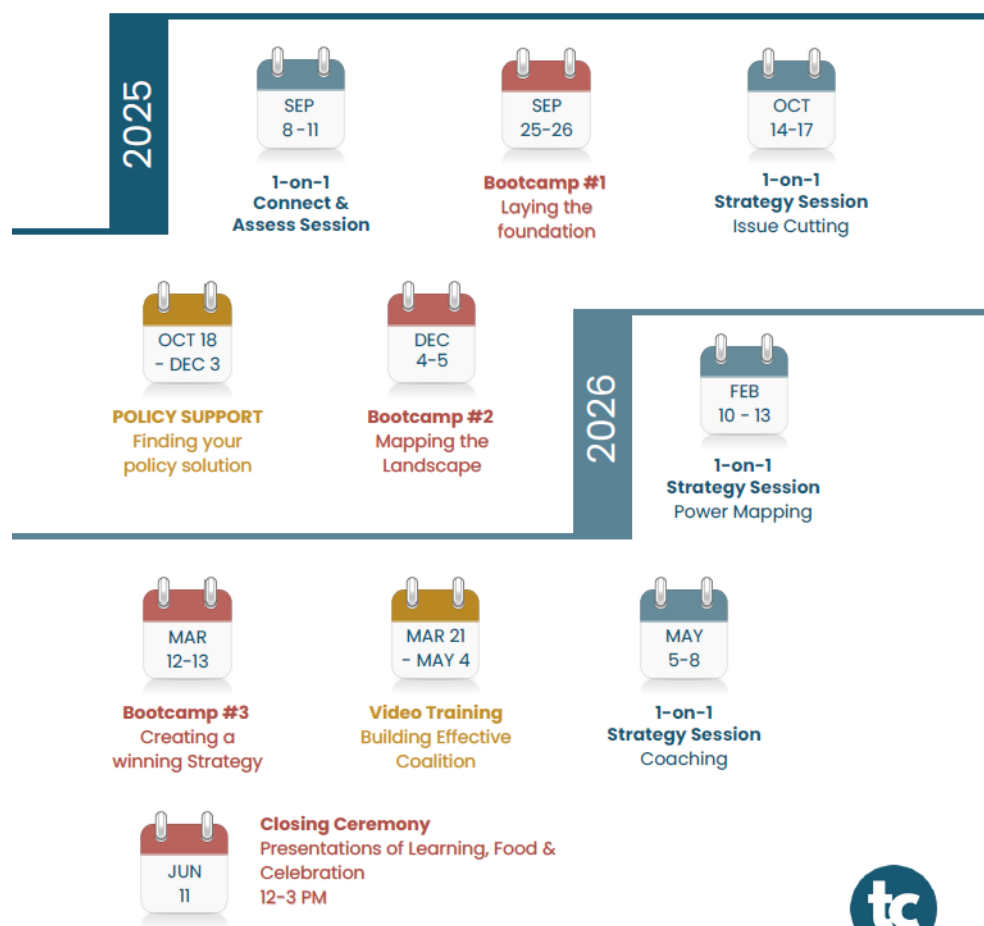 2025
SEP
8 -11
1-on-1
Connect &
Assess Session
SEP
25-26
Bootcamp #1
Laying the
foundation
OCT
14-17
1-on-1
Strategy Session
Issue Cutting
OCT 18
- DEC 3
POLICY SUPPORT
Finding your
policy solution
DEC
4-5
Bootcamp #2
Mapping the
Landscape
2026
FEB
10 - 13
1-on-1
Strategy Session
Power Mapping
MAR
12-13
Bootcamp #3
Creating a
winning Strategy
MAR 21
- MAY 4
Video Training
Building Effective
Coalition
MAY
5-8
1-on-1
Strategy Session
Coaching
JUN
11
Closing Ceremony
Presentations of Learning, Food &
Celebration
12-3 PM
tc